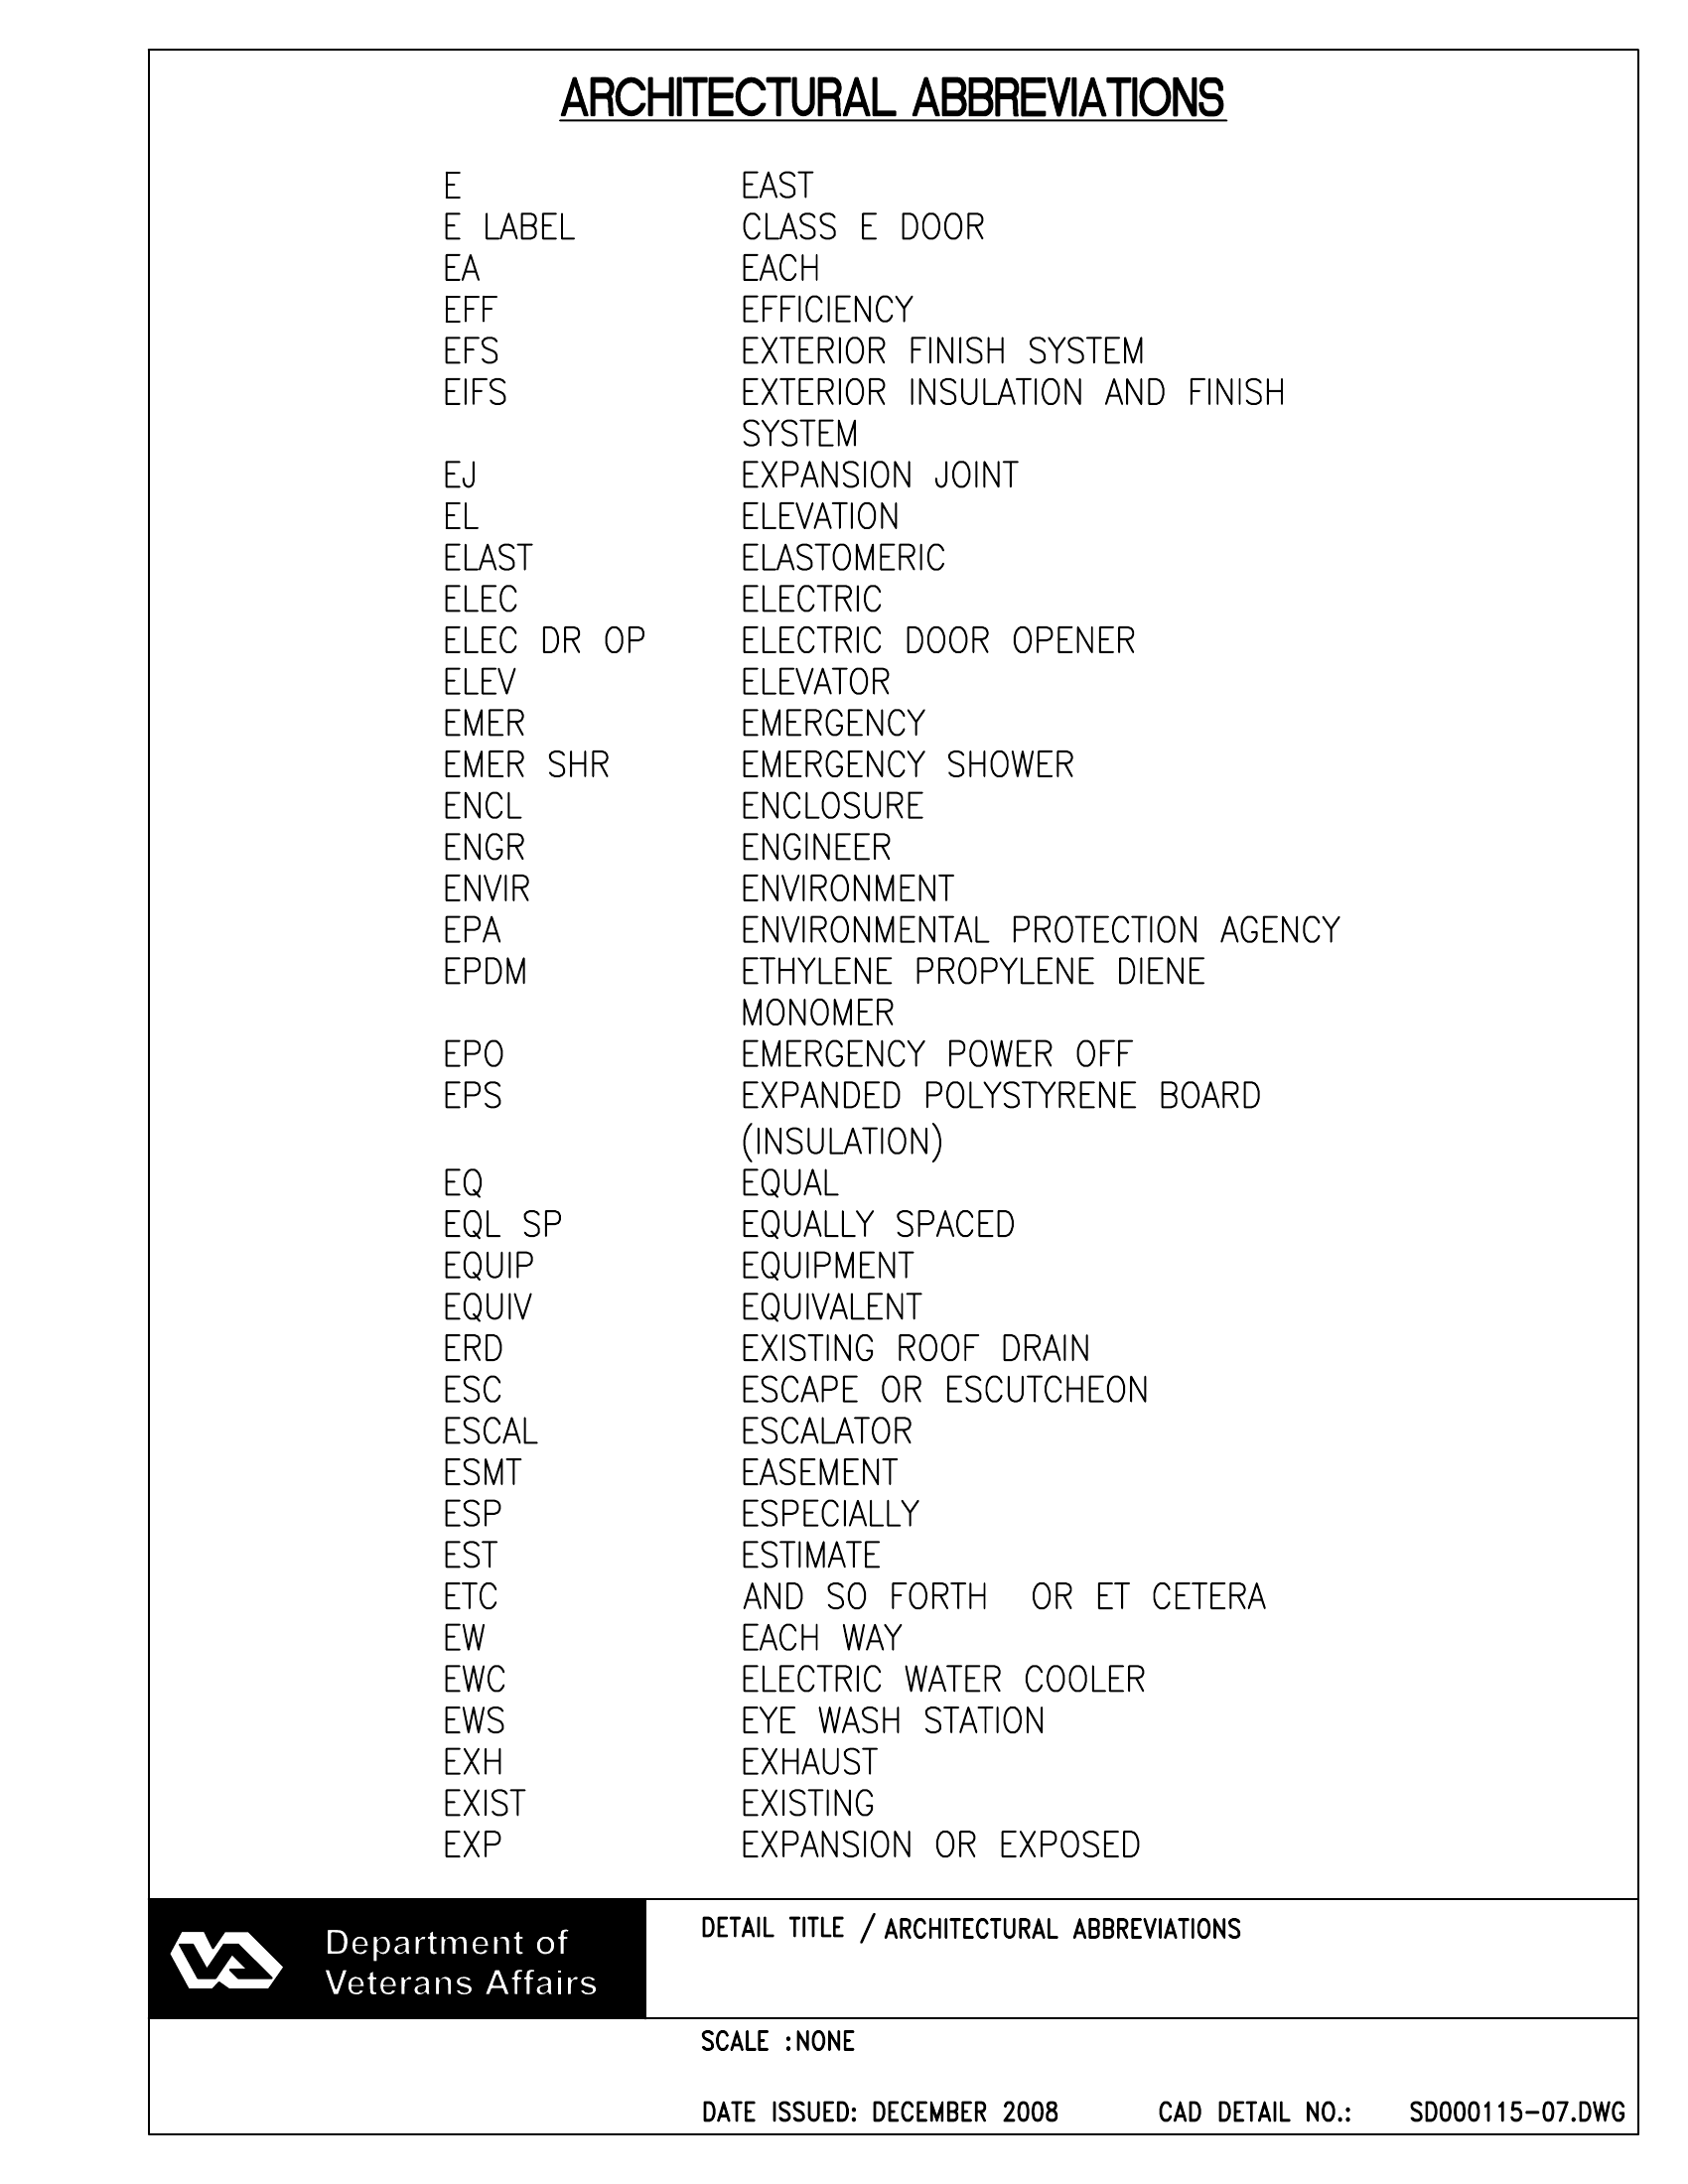 ARCHITECTURAL ABBREVIATIONS
E EAST
E LABEL CLASS E DOOR
EA EACH
EFF EFFICIENCY
EFS EXTERIOR FINISH SYSTEM
EIFS EXTERIOR INSULATION AND FINISH
SYSTEM
EJ EXPANSION JOINT
EL ELEVATION
ELAST ELASTOMERIC
ELEC ELECTRIC
ELEC DR OP ELECTRIC DOOR OPENER
ELEV ELEVATOR
EMER EMERGENCY
EMER SHR EMERGENCY SHOWER
ENCL ENCLOSURE
ENGR ENGINEER
ENVIR ENVIRONMENT
EPA ENVIRONMENTAL PROTECTION AGENCY
EPDM ETHYLENE PROPYLENE DIENE
MONOMER
EPO EMERGENCY POWER OFF
EPS EXPANDED POLYSTYRENE BOARD
(INSULATION)
EQ EQUAL
EQL SP EQUALLY SPACED
EQUIP EQUIPMENT
EQUIV EQUIVALENT
ERD EXISTING ROOF DRAIN
ESC ESCAPE OR ESCUTCHEON
ESCAL ESCALATOR
ESMT EASEMENT
ESP ESPECIALLY
EST ESTIMATE
ETC AND SO FORTH OR ET CETERA
EW EACH WAY
EWC ELECTRIC WATER COOLER
EWS EYE WASH STATION
EXH EXHAUST
EXIST EXISTING
EXP EXPANSION OR EXPOSED
Department of
Veterans Affairs
DETAIL TITLE / ARCHITECTURAL ABBREVIATIONS
SCALE :NONE
DATE ISSUED: DECEMBER 2008 CAD DETAIL NO.: SD000115-07.DWG